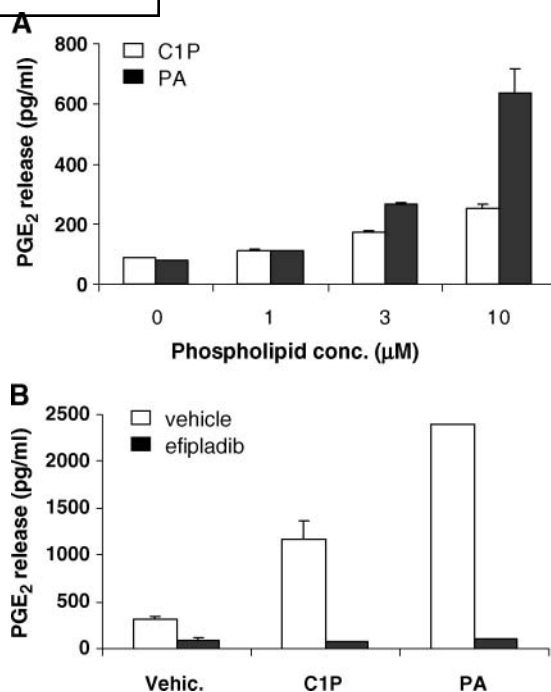 A
800
C1P
PA
600
400
200
0
PGE2 release (pg/ml)
0 1 3 10
Phospholipid conc. (μM)
B
2500
vehicle
efipladib
2000
1500
1000
500
0
PGE2 release (pg/ml)
Vehic. C1P PA